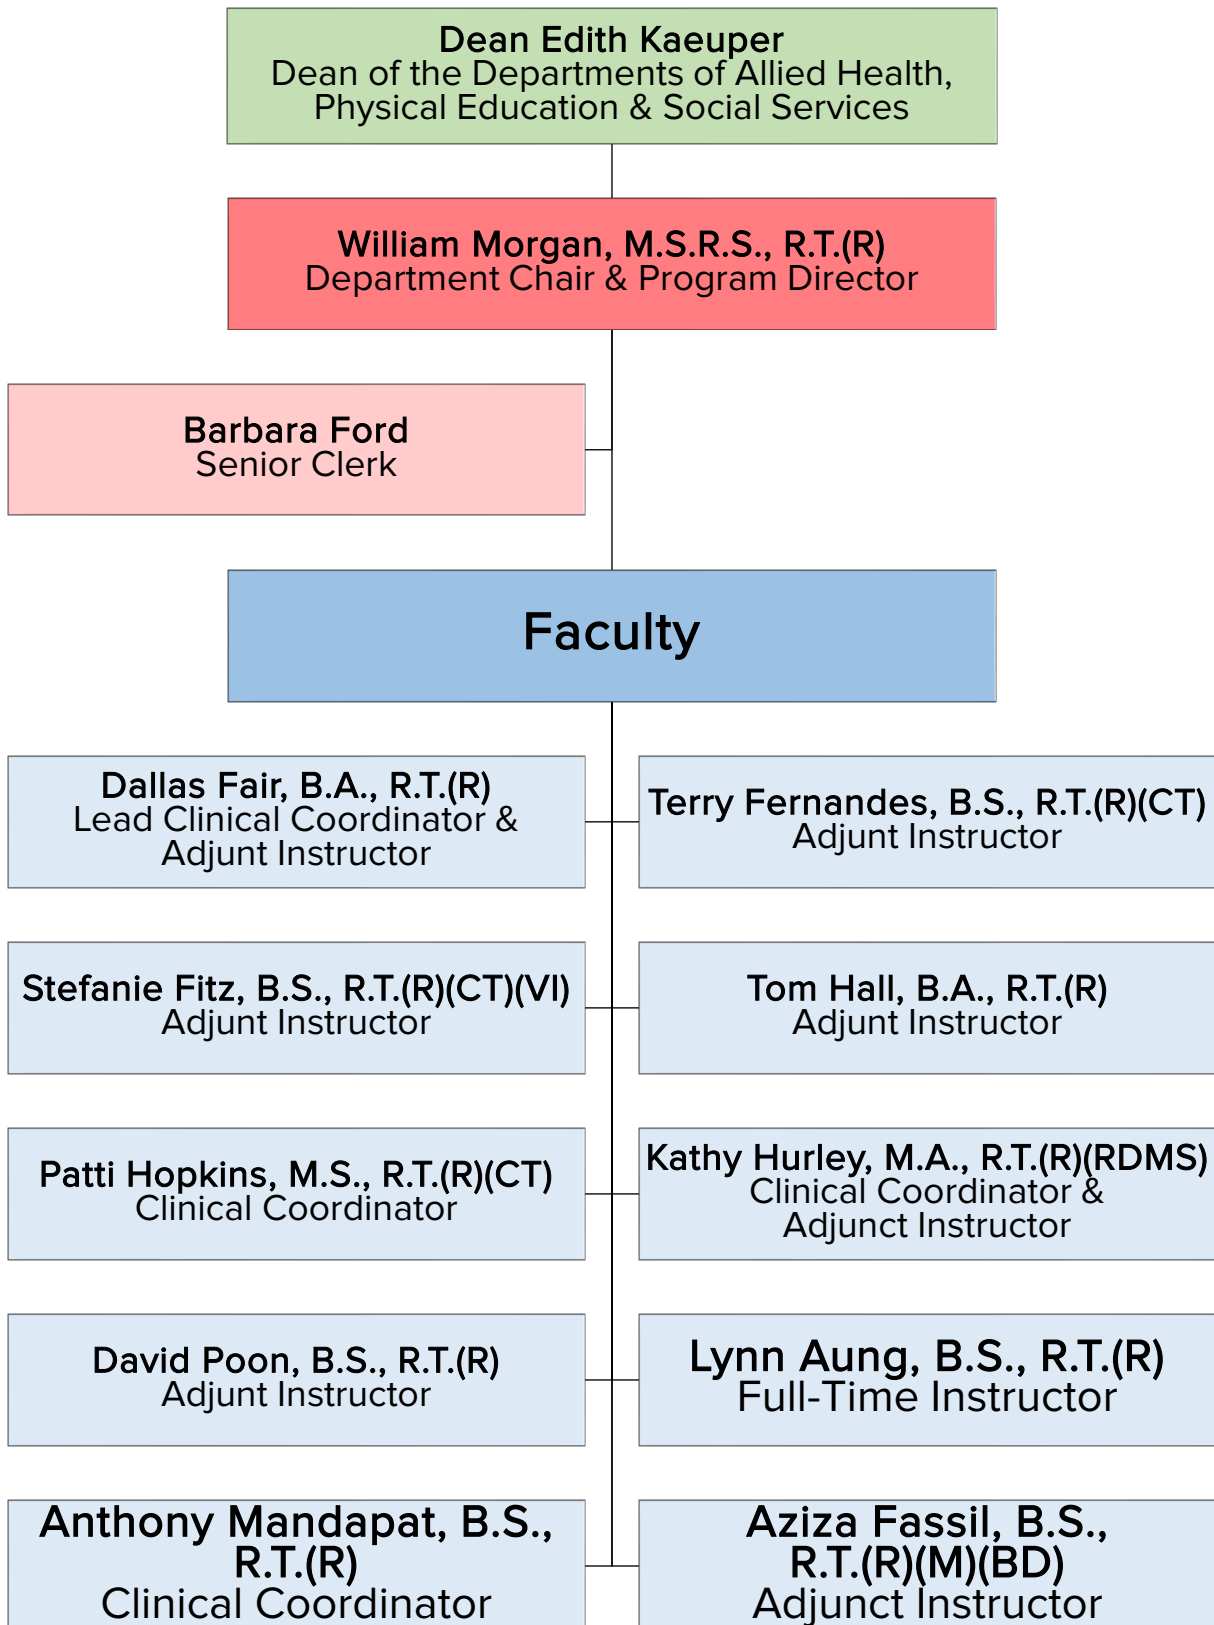 Dean Edith Kaeuper
Dean of the Departments of Allied Health,
Physical Education & Social Services
William Morgan, M.S.R.S., R.T.(R)
Department Chair & Program Director
Barbara Ford
Senior Clerk
Faculty
Dallas Fair, B.A., R.T.(R)
Lead Clinical Coordinator &
Adjunt Instructor
Terry Fernandes, B.S., R.T.(R)(CT)
Adjunt Instructor
Stefanie Fitz, B.S., R.T.(R)(CT)(VI)
Adjunt Instructor
Tom Hall, B.A., R.T.(R)
Adjunt Instructor
Patti Hopkins, M.S., R.T.(R)(CT)
Clinical Coordinator
Kathy Hurley, M.A., R.T.(R)(RDMS)
Clinical Coordinator &
Adjunct Instructor
David Poon, B.S., R.T.(R)
Adjunt Instructor
Lynn Aung, B.S., R.T.(R)
Full-Time Instructor
Anthony Mandapat, B.S.,
R.T.(R)
Clinical Coordinator
Aziza Fassil, B.S.,
R.T.(R)(M)(BD)
Adjunct Instructor